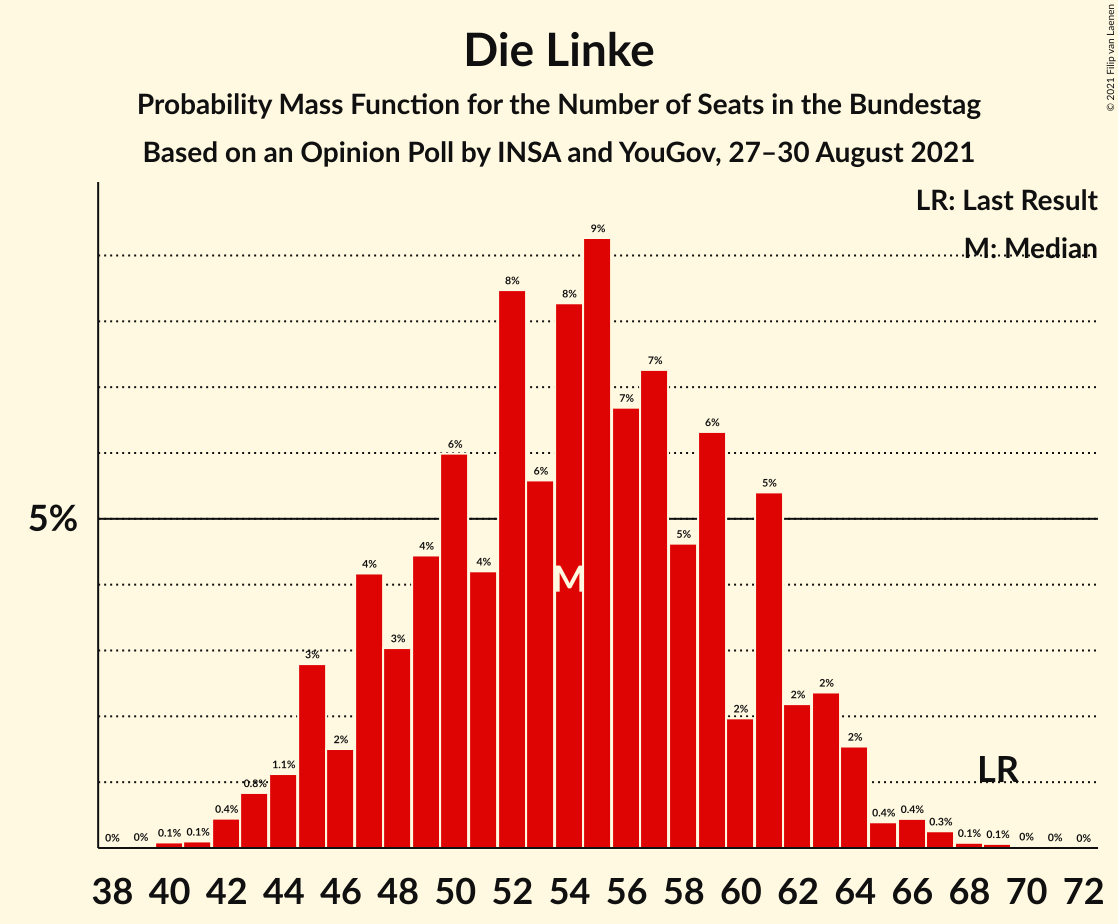 © 2021 Filip van Laenen
Die Linke
Probability Mass Function for the Number of Seats in the Bundestag
Based on an Opinion Poll by INSA and YouGov, 27–30 August 2021
LR: Last Result
M: Median
5%
0% 0% 0.1% 0.1% 0.4% 0.8% 1.1% 3% 2% 4% 3% 4% 6% 4% 8% 6% 8% 9% 7% 7% 5% 6% 2% 5% 2% 2% 2% 0.4% 0.4% 0.3% 0.1% 0.1% 0% 0% 0%
M
LR
38 40 42 44 46 48 50 52 54 56 58 60 62 64 66 68 70 72